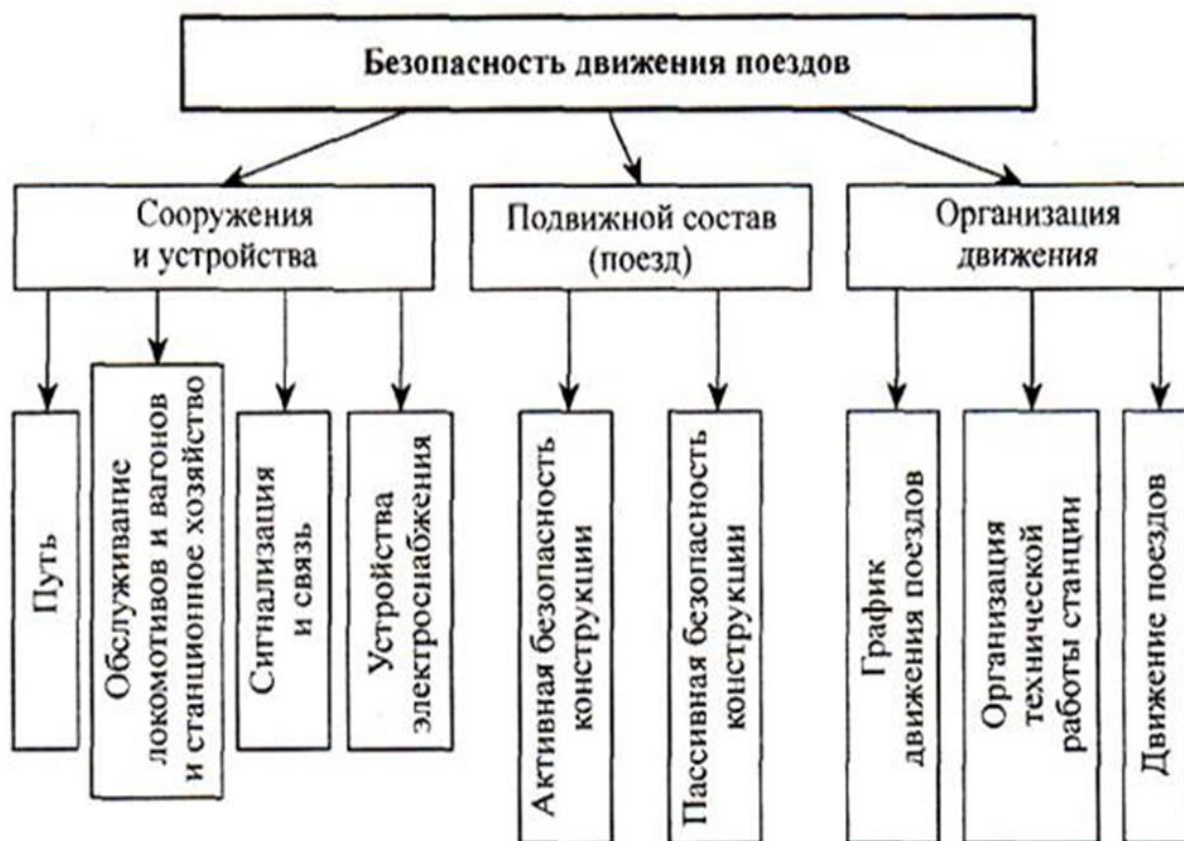 Безопасность движения поездов
Сооружения
и устройства
Подвижной состав
(поезд)
Организация
движения
Путь
Обслуживание
локомотивов и вагонов
и станционное хозяйство
Сигнализация
и связь
Устройства
электроснабжения
Активная безопасность
конструкции
Пассивная безопасность
конструкции
График
движения поездов
Организация
технической
работы станции
Движение поездов